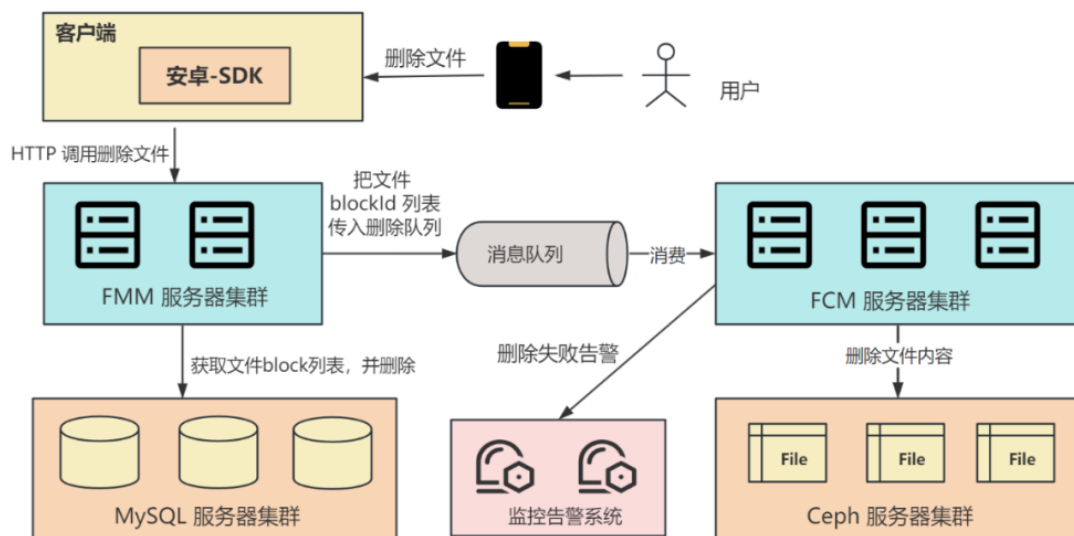 客户端
安卓-SDK
删除文件
用户
HTTP 调用删除文件
把文件
blockId 列表
传入删除队列
消息队列
消费
FMM 服务器集群
FCM 服务器集群
获取文件block列表，并删除
删除失败告警
删除文件内容
File
File
File
MySQL 服务器集群
监控告警系统
Ceph 服务器集群